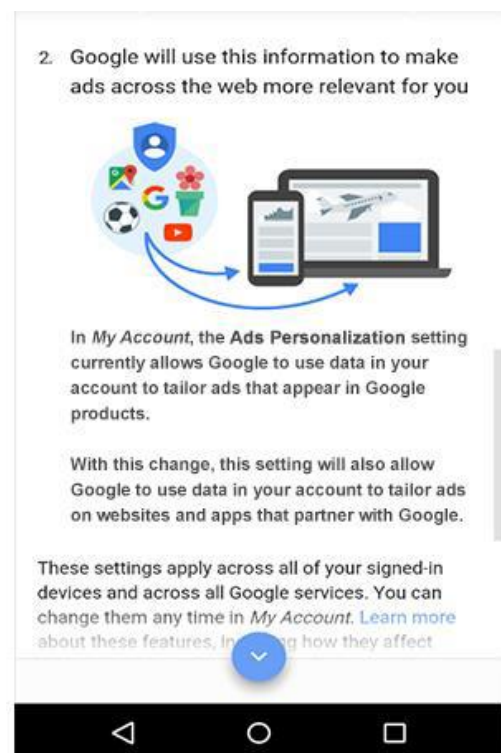 2. Google will use this information to make
ads across the web more relevant for you
G
In My Account, the Ads Personalization setting
currently allows Google to use data in your
account to tailor ads that appear in Google
products.
With this change, this setting will also allow
Google to use data in your account to tailor ads
on websites and apps that partner with Google.
These settings apply across all of your signed-in
devices and across all Google services. You can
change them any time in My Account. Learn more
about these features, how they affect